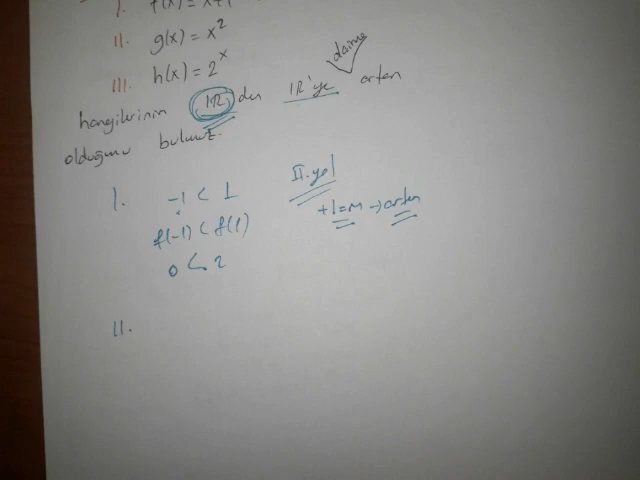 I. f(x) = x+1
II. g(x) = x²
III. h(x) = 2ˣ
daima
hangilerinin IR den IR'ye artan
olduğunu bulunuz.
I. -1 < 1
f(-1) < f(1)
0 < 2
II. yol
+1=m → artan
II.